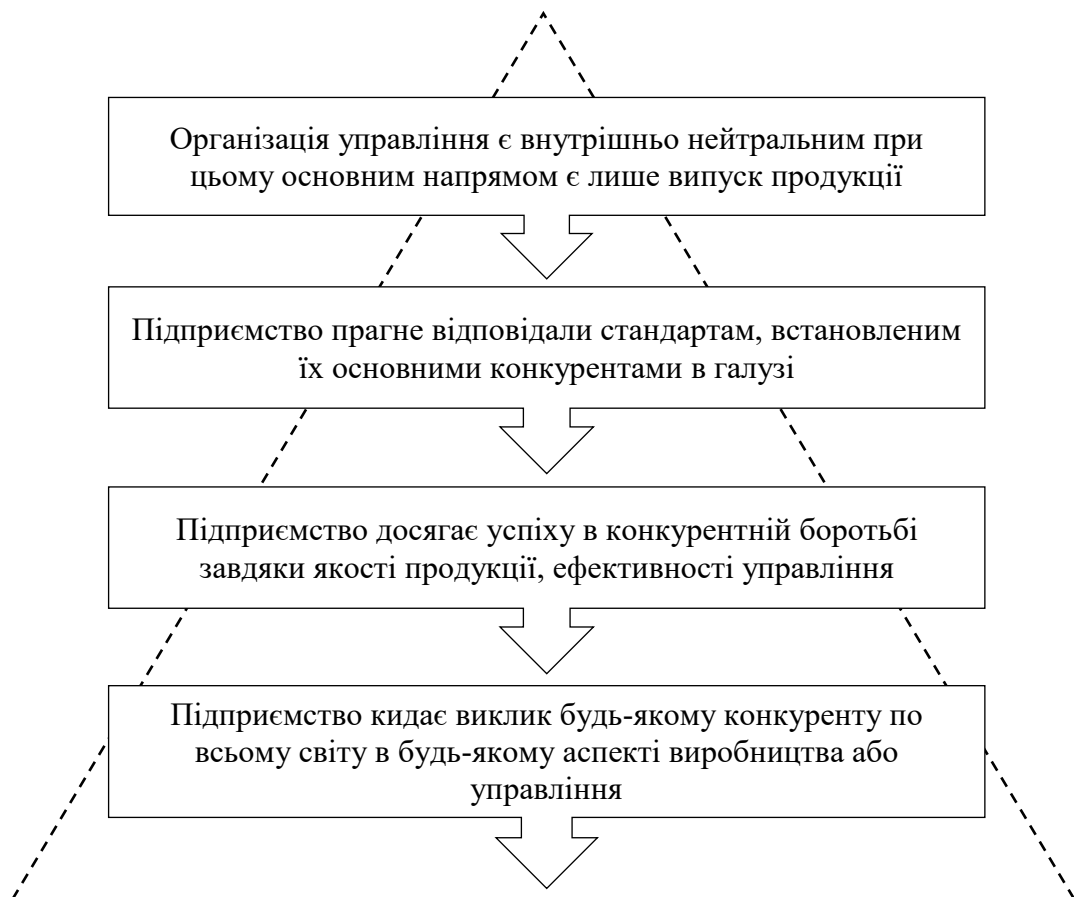 Організація управління є внутрішньо нейтральним при
цьому основним напрямом є лише випуск продукції
Підприємство прагне відповідали стандартам, встановленим
їх основними конкурентами в галузі
Підприємство досягає успіху в конкурентній боротьбі
завдяки якості продукції, ефективності управління
Підприємство кидає виклик будь-якому конкуренту по
всьому світу в будь-якому аспекті виробництва або
управління